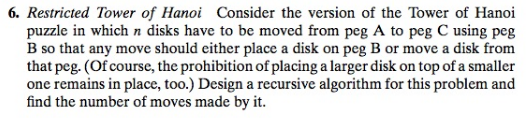 6. Restricted Tower of Hanoi Consider the version of the Tower of Hanoi
puzzle in which n disks have to be moved from peg A to peg C using peg
B so that any move should either place a disk on peg B or move a disk from
that peg. (Of course, the prohibition of placing a larger disk on top of a smaller
one remains in place, too.) Design a recursive algorithm for this problem and
find the number of moves made by it.